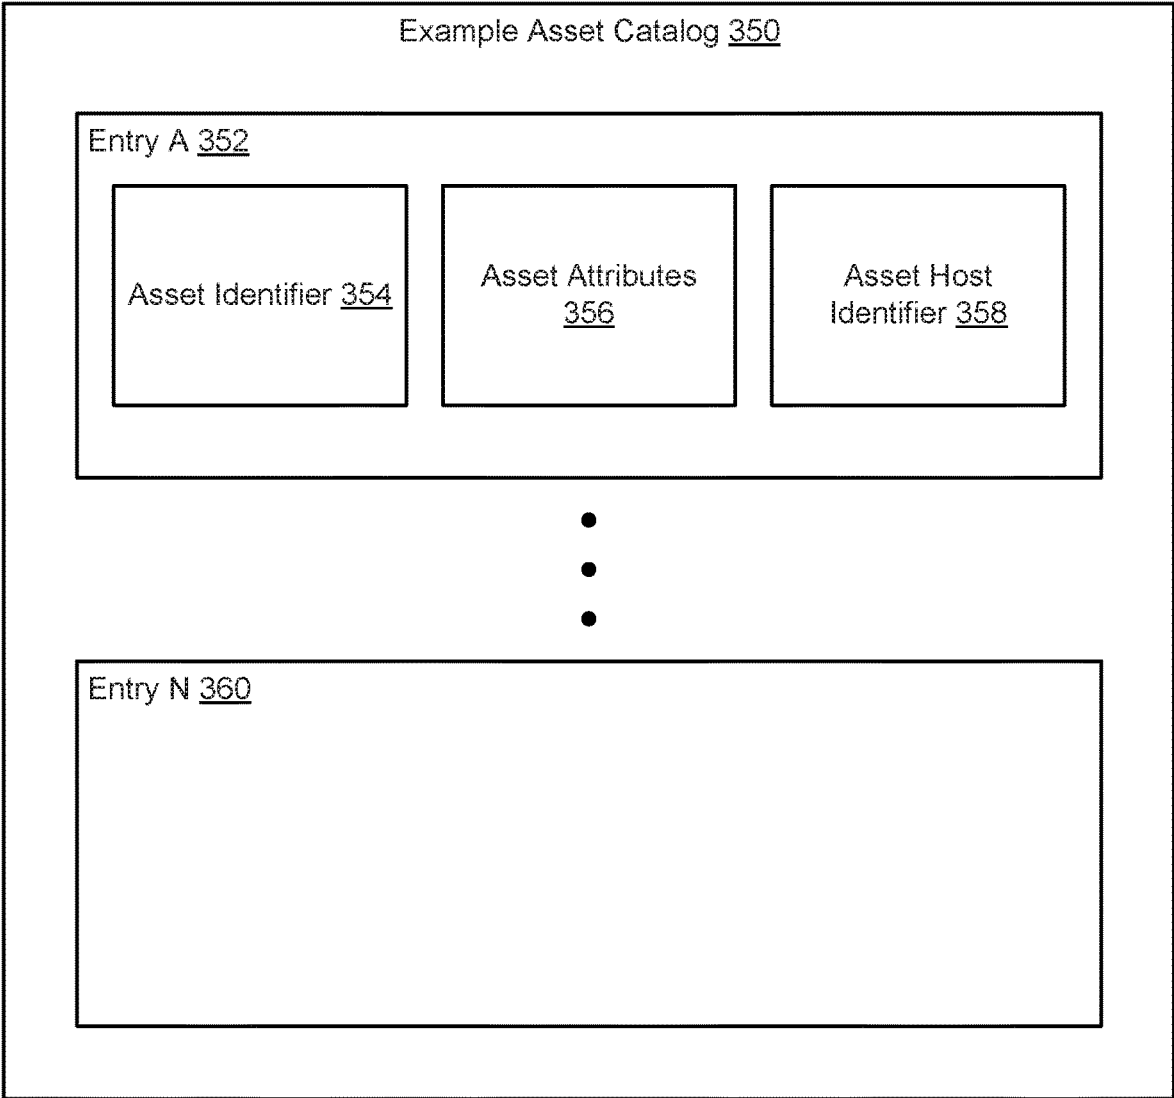 Example Asset Catalog 350
Entry A 352
Asset Identifier 354
Asset Attributes
356
Asset Host
Identifier 358
Entry N 360